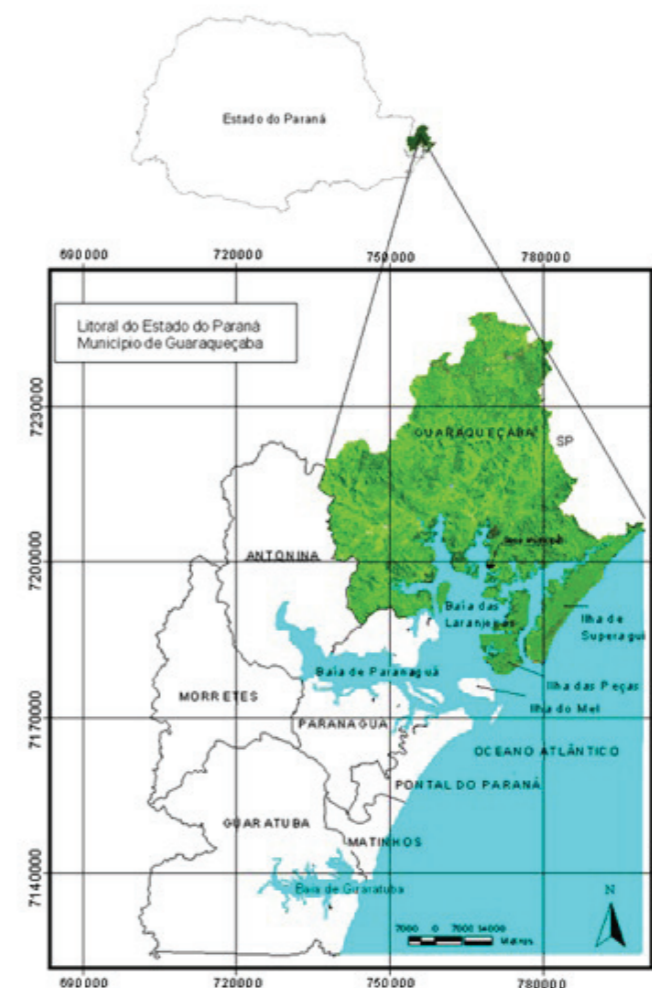 Estado do Paraná
690000 720000 750000 780000
Litoral do Estado do Paraná
Município de Guaraqueçaba
7230000
GUARAQUEÇABA
SP
ANTONINA
7200000
Baía das
Laranjeiras
Ilha de
Superagui
Baía de Paranaguá
Ilha das Peças
MORRETES
Ilha do Mel
PARANAGUA
7170000
OCEANO ATLÂNTICO
PONTAL DO PARANÁ
GUARATUBA
MATINHOS
7140000
Baia de Guaratuba
N
7000 0 7000 14000
Metros
690000 720000 750000 780000